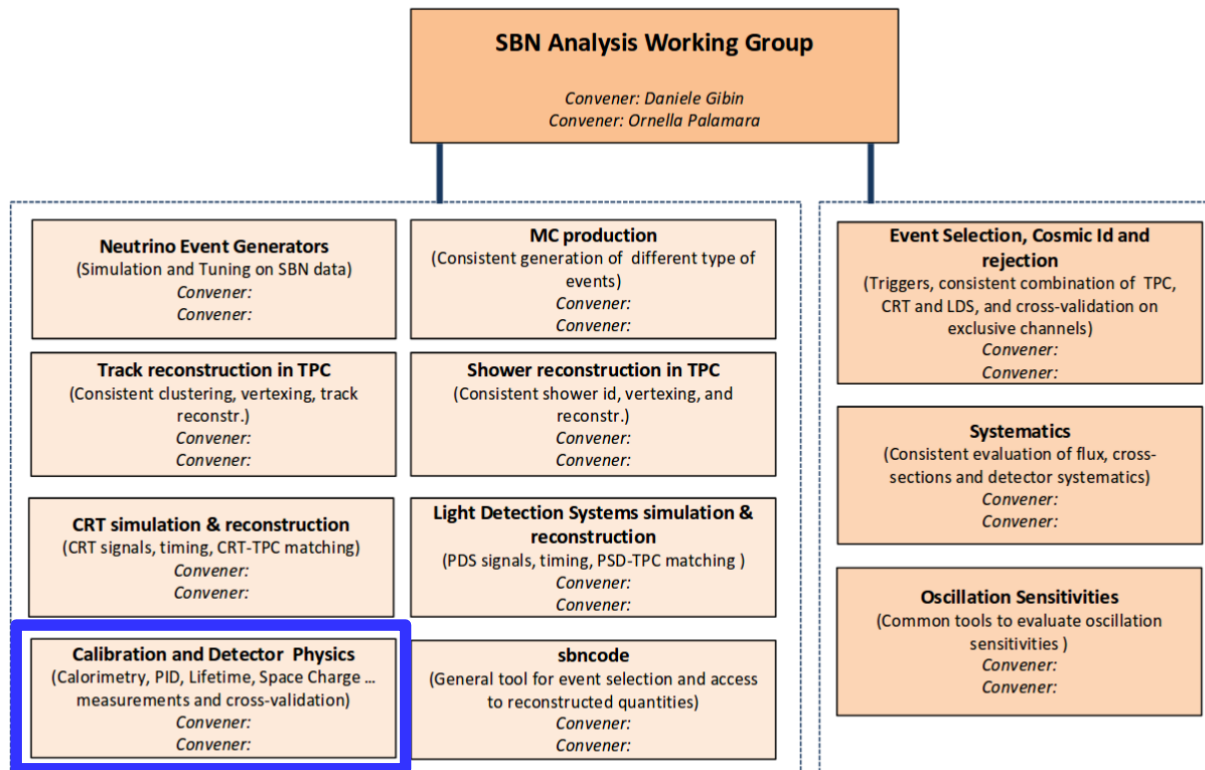 SBN Analysis Working Group
Convener: Daniele Gibin
Convener: Ornella Palamara
Neutrino Event Generators
(Simulation and Tuning on SBN data)
Convener:
Convener:
MC production
(Consistent generation of different type of
events)
Convener:
Convener:
Track reconstruction in TPC
(Consistent clustering, vertexing, track
reconstr.)
Convener:
Convener:
Shower reconstruction in TPC
(Consistent shower id, vertexing, and
reconstr.)
Convener:
Convener:
CRT simulation & reconstruction
(CRT signals, timing, CRT-TPC matching)
Convener:
Convener:
Light Detection Systems simulation &
reconstruction
(PDS signals, timing, PSD-TPC matching )
Convener:
Convener:
Calibration and Detector Physics
(Calorimetry, PID, Lifetime, Space Charge ...
measurements and cross-validation)
Convener:
Convener:
sbncode
(General tool for event selection and access
to reconstructed quantities)
Convener:
Convener:
Event Selection, Cosmic Id and
rejection
(Triggers, consistent combination of TPC,
CRT and LDS, and cross-validation on
exclusive channels)
Convener:
Convener:
Systematics
(Consistent evaluation of flux, cross-
sections and detector systematics)
Convener:
Convener:
Oscillation Sensitivities
(Common tools to evaluate oscillation
sensitivities )
Convener:
Convener: